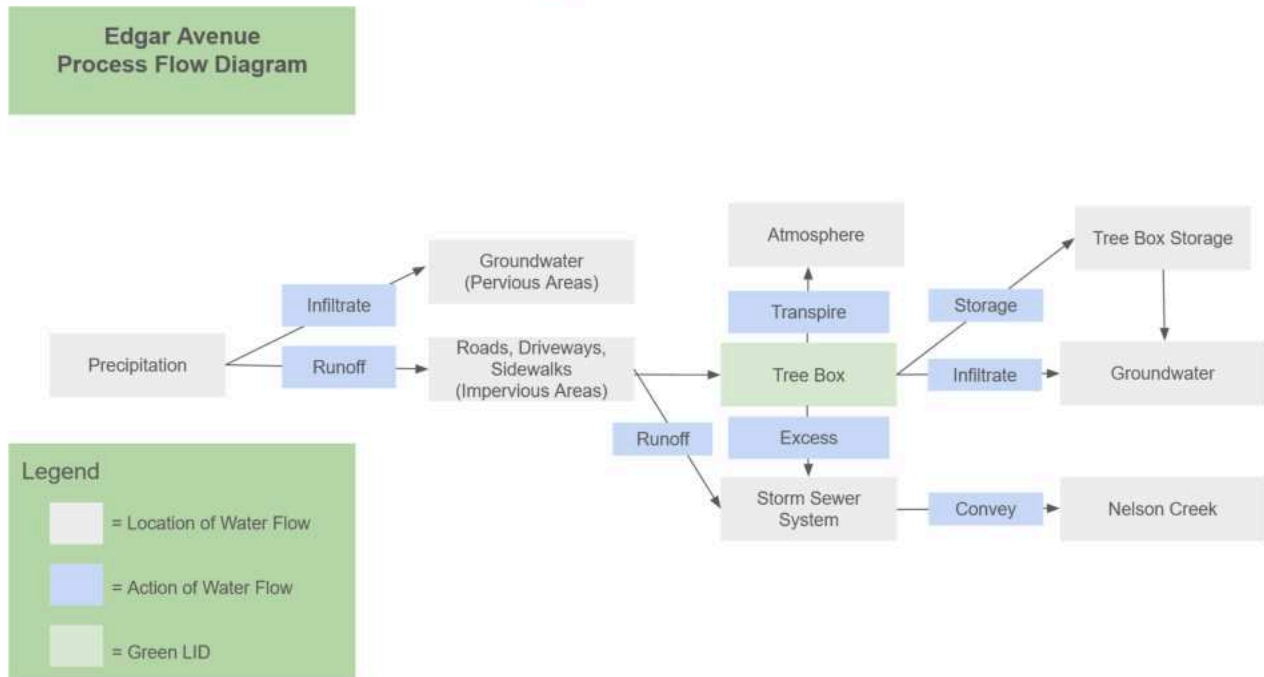 Edgar Avenue
Process Flow Diagram
Atmosphere
Tree Box Storage
Groundwater
(Pervious Areas)
Infiltrate
Transpire
Storage
Precipitation
Runoff
Roads, Driveways,
Sidewalks
(Impervious Areas)
Tree Box
Infiltrate
Groundwater
Runoff
Excess
Storm Sewer
System
Convey
Nelson Creek
Legend
= Location of Water Flow
= Action of Water Flow
= Green LID